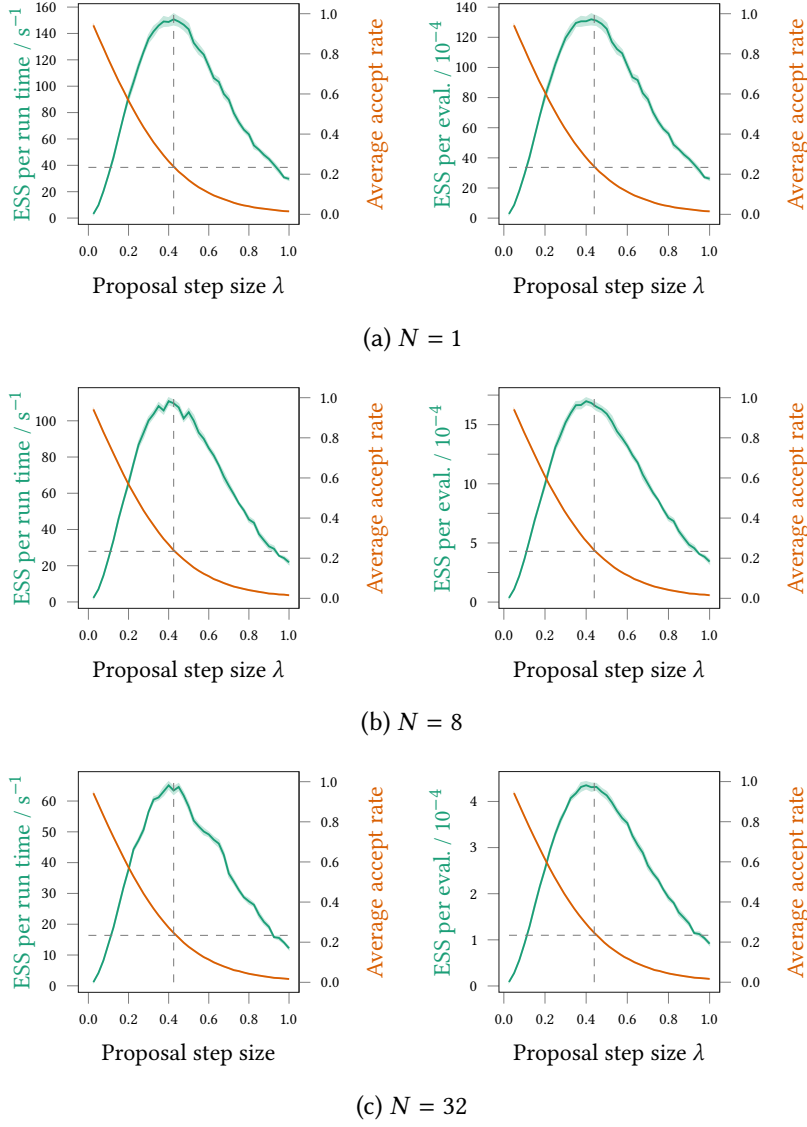 ESS per run time / s⁻¹
160
140
120
100
80
60
40
20
0
1.0
0.8
0.6
0.4
0.2
0.0
Average accept rate
0.0 0.2 0.4 0.6 0.8 1.0
Proposal step size λ
ESS per eval. / 10⁻⁴
140
120
100
80
60
40
20
0
1.0
0.8
0.6
0.4
0.2
0.0
Average accept rate
0.0 0.2 0.4 0.6 0.8 1.0
Proposal step size λ
(a) N = 1
ESS per run time / s⁻¹
100
80
60
40
20
0
1.0
0.8
0.6
0.4
0.2
0.0
Average accept rate
0.0 0.2 0.4 0.6 0.8 1.0
Proposal step size λ
ESS per eval. / 10⁻⁴
15
10
5
0
1.0
0.8
0.6
0.4
0.2
0.0
Average accept rate
0.0 0.2 0.4 0.6 0.8 1.0
Proposal step size λ
(b) N = 8
ESS per run time / s⁻¹
60
50
40
30
20
10
0
1.0
0.8
0.6
0.4
0.2
0.0
Average accept rate
0.0 0.2 0.4 0.6 0.8 1.0
Proposal step size
ESS per eval. / 10⁻⁴
4
3
2
1
0
1.0
0.8
0.6
0.4
0.2
0.0
Average accept rate
0.0 0.2 0.4 0.6 0.8 1.0
Proposal step size λ
(c) N = 32